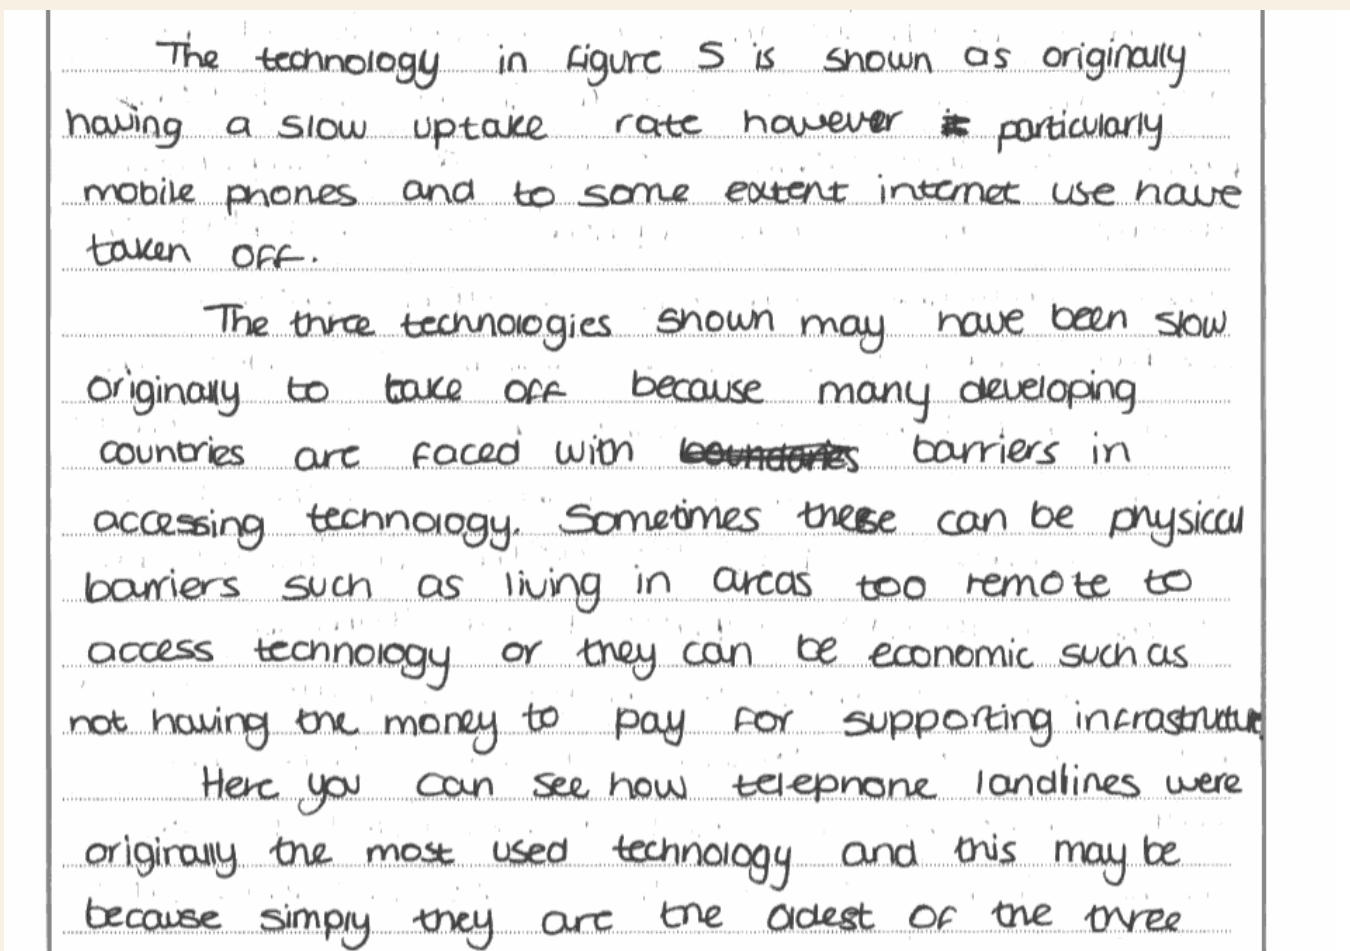 The technology in figure 5 is shown as originally
having a slow uptake rate however particularly
mobile phones and to some extent internet use have
taken off.
The three technologies shown may have been slow
originally to take off because many developing
countries are faced with boundaries barriers in
accessing technology. Sometimes these can be physical
barriers such as living in areas too remote to
access technology or they can be economic such as
not having the money to pay for supporting infrastructure
Here you can see how telephone landlines were
originally the most used technology and this may be
because simply they are the oldest of the three